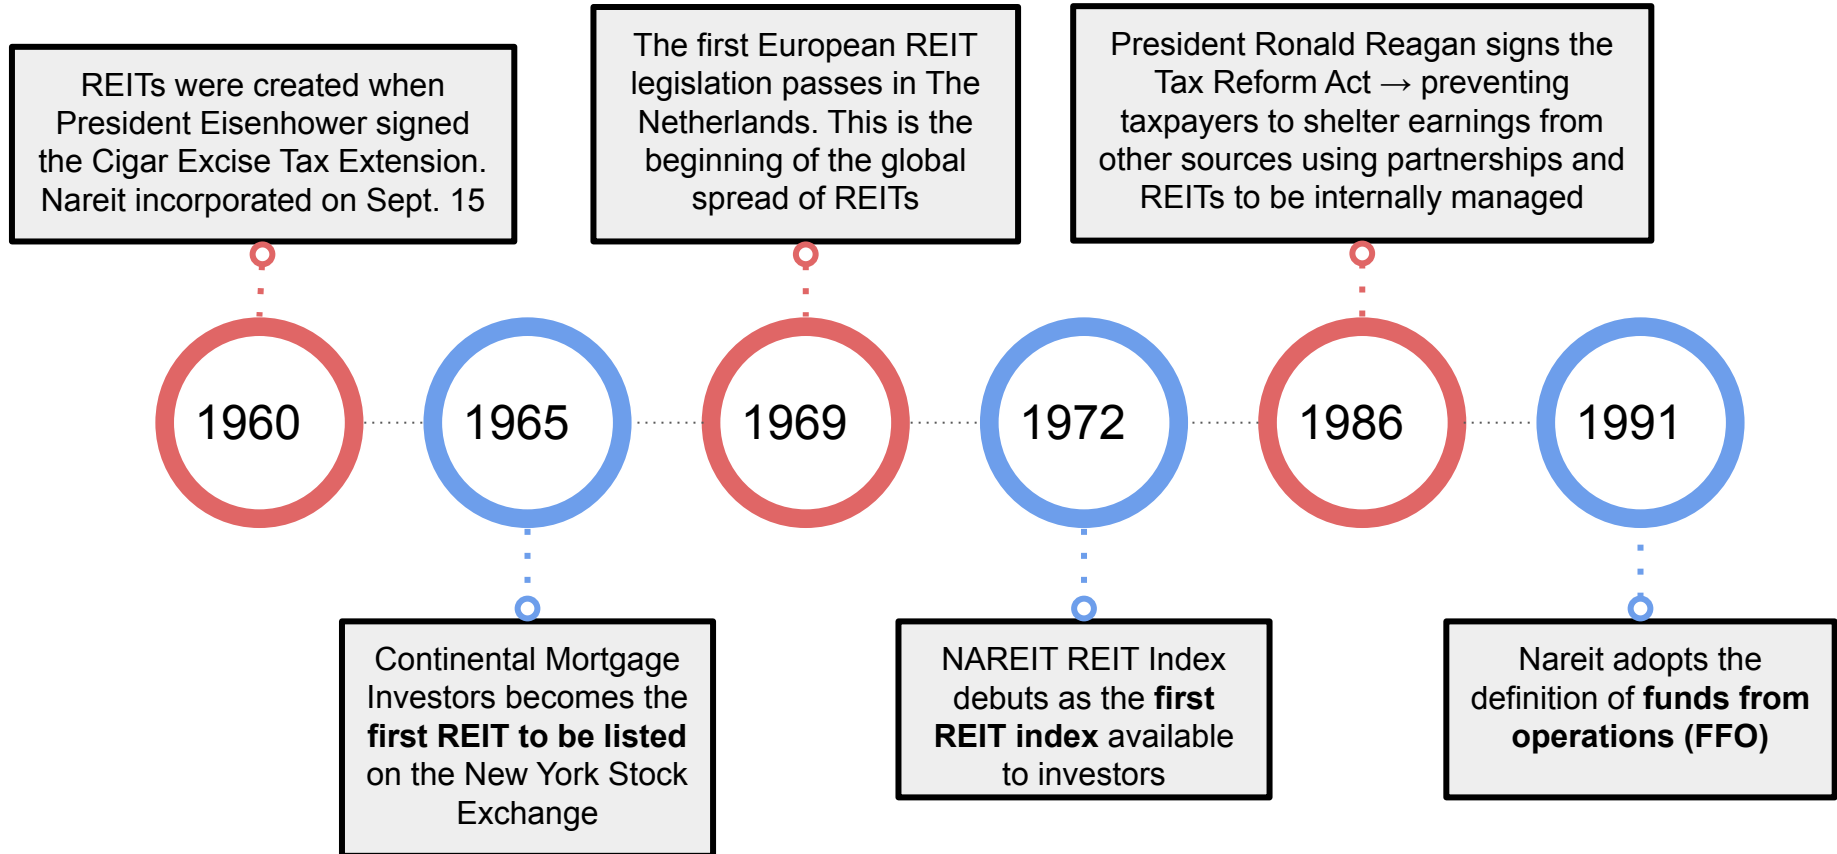 REITs were created when
President Eisenhower signed
the Cigar Excise Tax Extension.
Nareit incorporated on Sept. 15
The first European REIT
legislation passes in The
Netherlands. This is the
beginning of the global
spread of REITs
President Ronald Reagan signs the
Tax Reform Act → preventing
taxpayers to shelter earnings from
other sources using partnerships and
REITs to be internally managed
1960
1965
1969
1972
1986
1991
Continental Mortgage
Investors becomes the
first REIT to be listed
on the New York Stock
Exchange
NAREIT REIT Index
debuts as the first
REIT index available
to investors
Nareit adopts the
definition of funds from
operations (FFO)